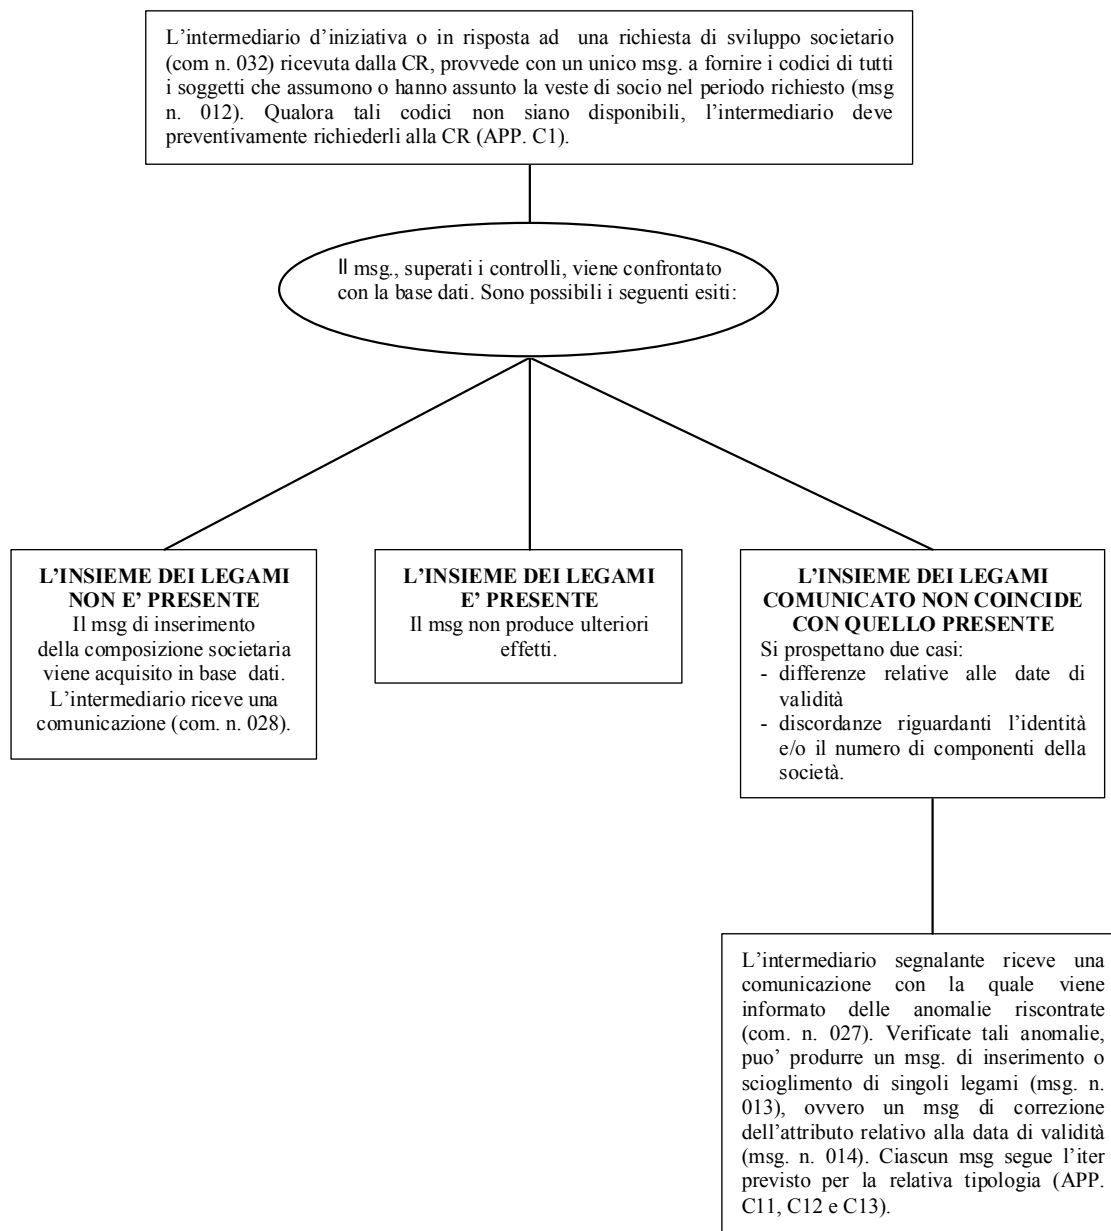 L’intermediario d’iniziativa o in risposta ad una richiesta di sviluppo societario
(com n. 032) ricevuta dalla CR, provvede con un unico msg. a fornire i codici di tutti
i soggetti che assumono o hanno assunto la veste di socio nel periodo richiesto (msg
n. 012). Qualora tali codici non siano disponibili, l’intermediario deve
preventivamente richiederli alla CR (APP. C1).
Il msg., superati i controlli, viene confrontato
con la base dati. Sono possibili i seguenti esiti:
L’INSIEME DEI LEGAMI
NON E’ PRESENTE
Il msg di inserimento
della composizione societaria
viene acquisito in base dati.
L’intermediario riceve una
comunicazione (com. n. 028).
L’INSIEME DEI LEGAMI
E’ PRESENTE
Il msg non produce ulteriori
effetti.
L’INSIEME DEI LEGAMI
COMUNICATO NON COINCIDE
CON QUELLO PRESENTE
Si prospettano due casi:
- differenze relative alle date di
validità
- discordanze riguardanti l’identità
e/o il numero di componenti della
società.
L’intermediario segnalante riceve una
comunicazione con la quale viene
informato delle anomalie riscontrate
(com. n. 027). Verificate tali anomalie,
puo’ produrre un msg. di inserimento o
scioglimento di singoli legami (msg. n.
013), ovvero un msg di correzione
dell’attributo relativo alla data di validità
(msg. n. 014). Ciascun msg segue l’iter
previsto per la relativa tipologia (APP.
C11, C12 e C13).